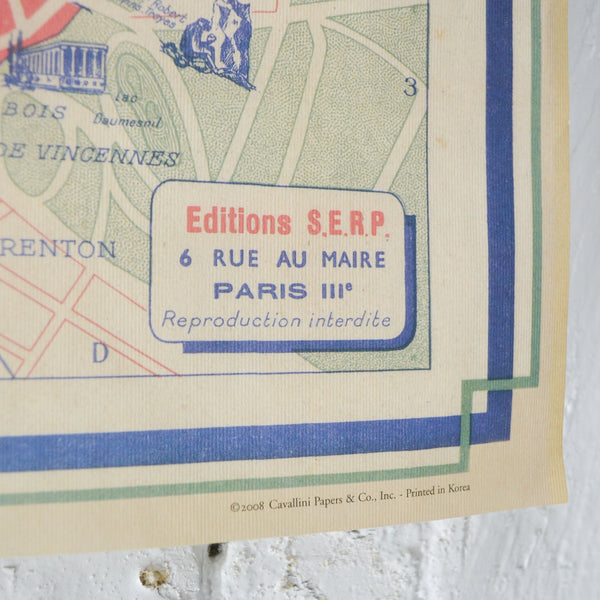 Robert
3
BOIS
Lac
Daumesnil
DE VINCENNES
RENTON
Editions S.E.R.P.
6 RUE AU MAIRE
PARIS IIIe
Reproduction interdite
D
©2008 Cavallini Papers & Co., Inc. - Printed in Korea